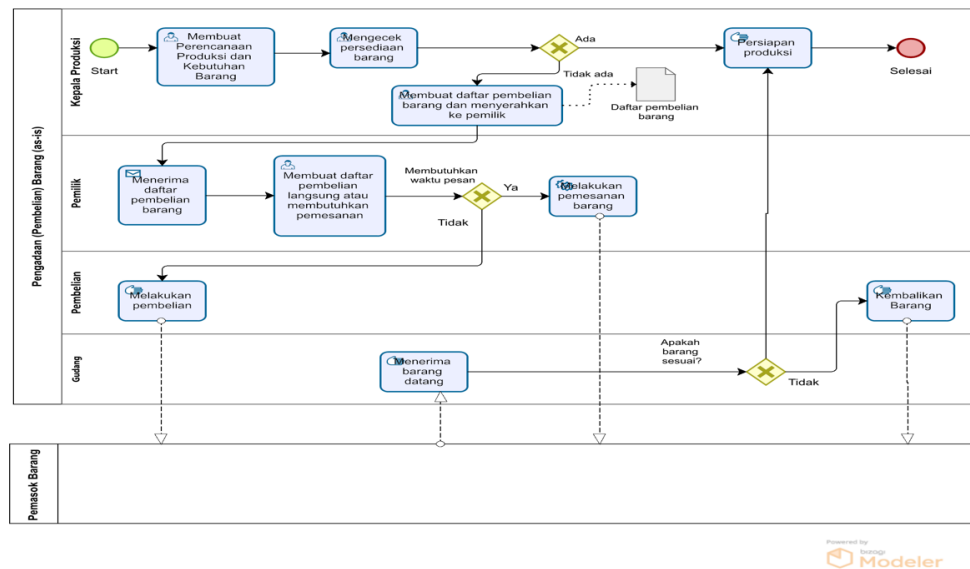 Pengadaan (Pembelian) Barang (as-is)
Kepala Produksi
Start
Membuat
Perencanaan
Produksi dan
Kebutuhan
Barang
Mengecek
persediaan
barang
Ada
Tidak ada
Persiapan
produksi
Selesai
Membuat daftar pembelian
barang dan menyerahkan
ke pemilik
Daftar pembelian
barang
Pemilik
Menerima
daftar
pembelian
barang
Membuat daftar
pembelian
langsung atau
membutuhkan
pemesanan
Membutuhkan
waktu pesan
Ya
Tidak
Melakukan
pemesanan
barang
Pembelian
Melakukan
pembelian
Kembalikan
Barang
Gudang
Menerima
barang
datang
Apakah
barang
sesuai?
Tidak
Pemasok Barang
Powered by
bizagi
Modeler